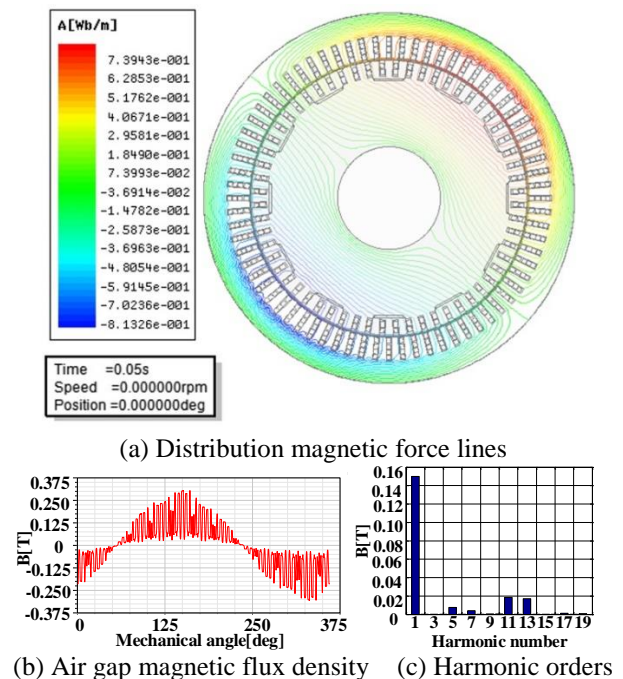 A[Wb/m]
7.3943e-001
6.2853e-001
5.1762e-001
4.0671e-001
2.9581e-001
1.8490e-001
7.3993e-002
-3.6914e-002
-1.4782e-001
-2.5873e-001
-3.6963e-001
-4.8054e-001
-5.9145e-001
-7.0236e-001
-8.1326e-001
Time =0.05s
Speed =0.000000rpm
Position =0.000000deg
(a) Distribution magnetic force lines
B[T]
0.375
0.250
0.125
0
-0.125
-0.250
-0.375
0 125 250 375
Mechanical angle[deg]
(b) Air gap magnetic flux density
B[T]
0.16
0.14
0.12
0.10
0.08
0.06
0.04
0.02
0
1 3 5 7 9 11 13 15 17 19
Harmonic number
(c) Harmonic orders